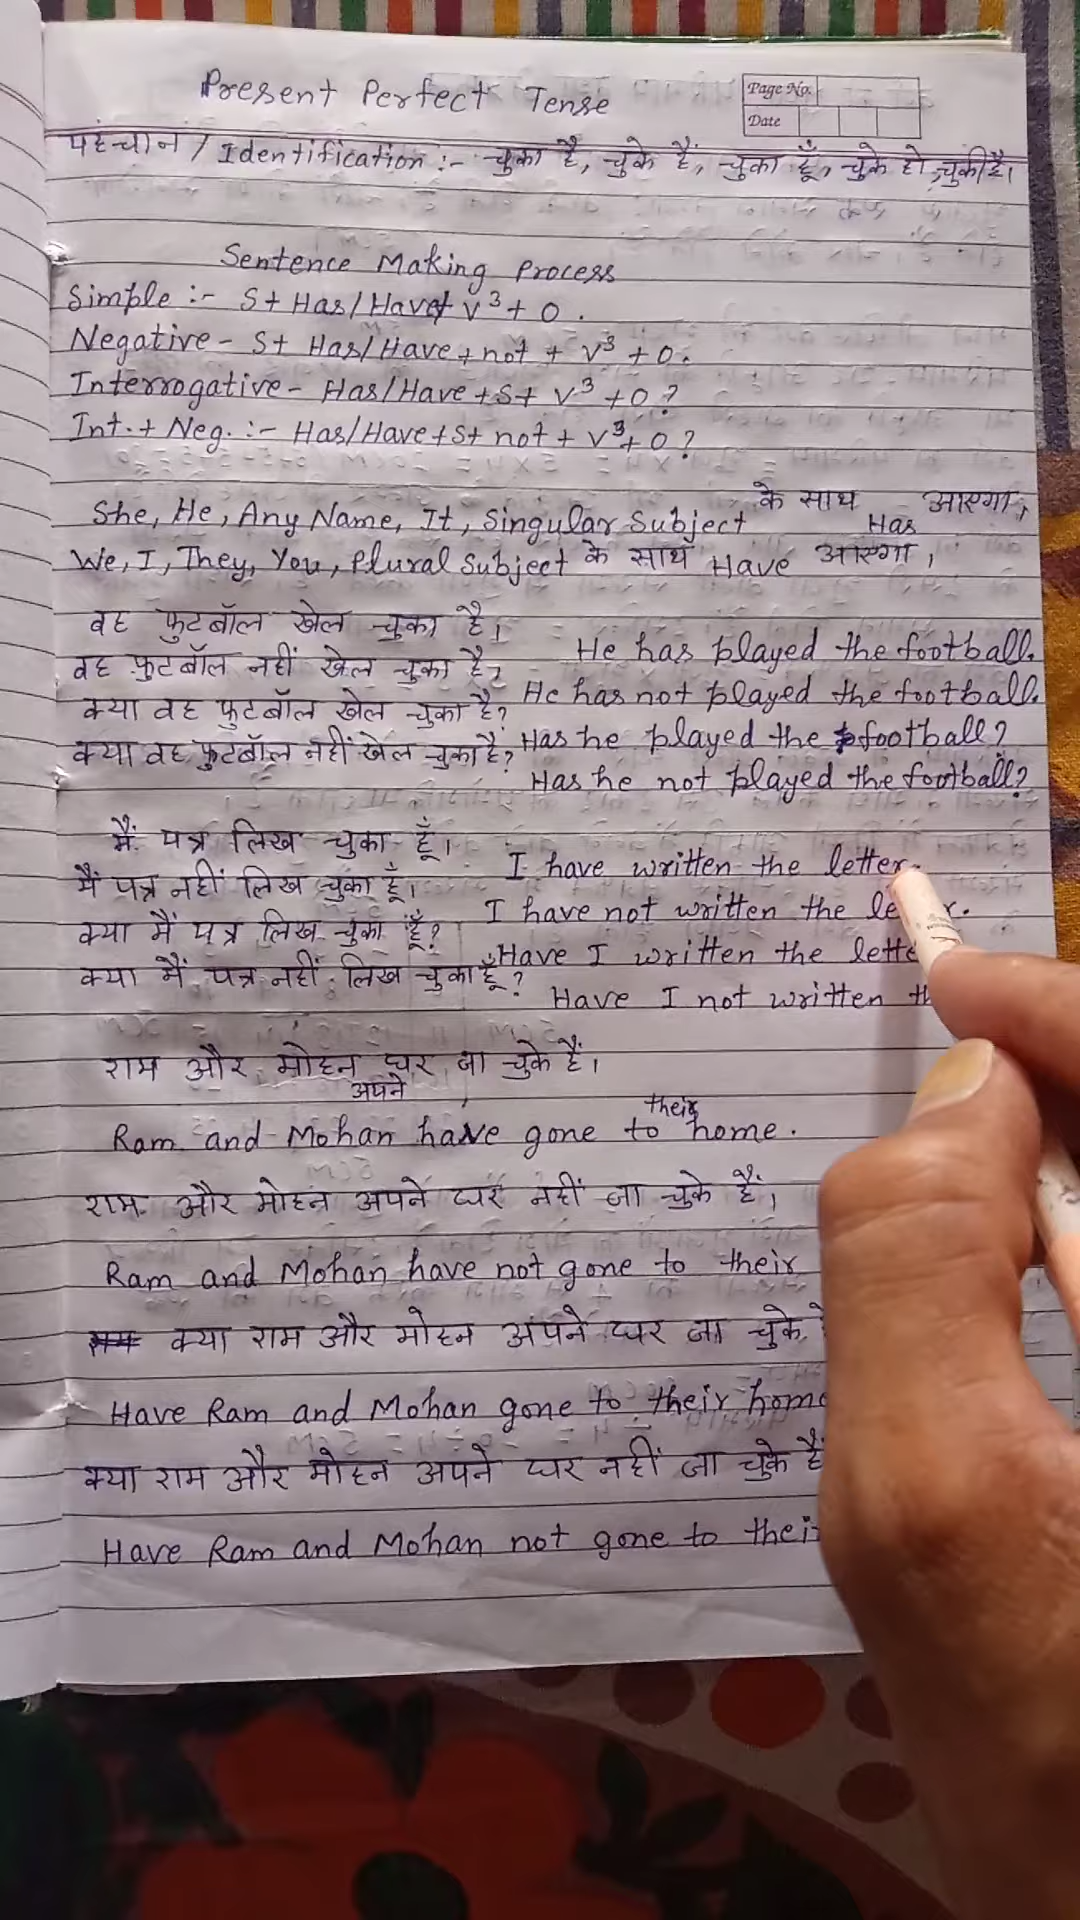 Present Perfect Tense
Page No.
Date
पहचान / Identification :- चुका है, चुके हैं, चुका हूँ, चुके हो, चुकी है।
Sentence Making Process
Simple :- S+ Has/Have+ V³ + O .
Negative - S+ Has/Have + not + V³ + O.
Interrogative - Has/Have + S+ V³ + O ?
Int. + Neg. :- Has/Have + S+ not + V³ + O ?
She, He, Any Name, It, Singular Subject के साथ Has आएगा।
We, I, They, You, Plural Subject के साथ Have आएगा।
वह फुटबॉल खेल चुका है। He has played the football.
वह फुटबॉल नहीं खेल चुका है। He has not played the football.
क्या वह फुटबॉल खेल चुका है? Has he played the football?
क्या वह फुटबॉल नहीं खेल चुका है? Has he not played the football?
मैं पत्र लिख चुका हूँ। I have written the letter.
मैं पत्र नहीं लिख चुका हूँ। I have not written the
क्या मैं पत्र लिख चुका हूँ? Have I written the
क्या मैं पत्र नहीं लिख चुका हूँ? Have I not written
राम और मोहन अपने घर जा चुके हैं।
Ram and Mohan have gone to their home.
राम और मोहन अपने घर नहीं जा चुके हैं।
Ram and Mohan have not gone to their
क्या राम और मोहन अपने घर जा चुके
Have Ram and Mohan gone to their home
क्या राम और मोहन अपने घर नहीं जा चुके हैं
Have Ram and Mohan not gone to their